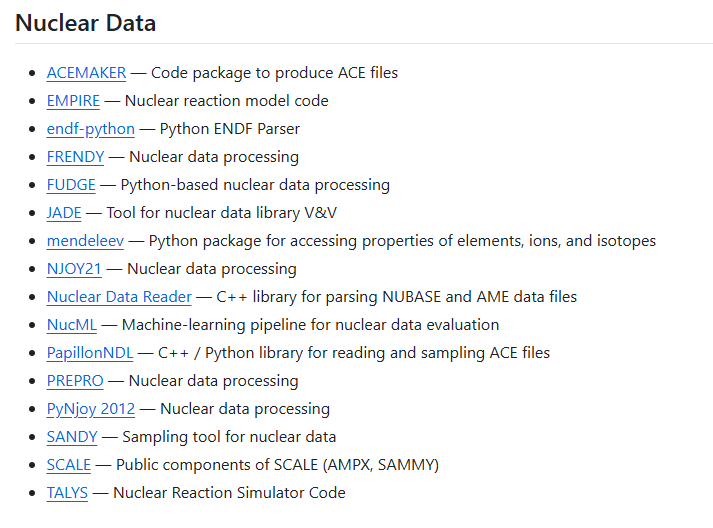 Nuclear Data
• ACEMAKER — Code package to produce ACE files
• EMPIRE — Nuclear reaction model code
• endf-python — Python ENDF Parser
• FRENDY — Nuclear data processing
• FUDGE — Python-based nuclear data processing
• JADE — Tool for nuclear data library V&V
• mendeleev — Python package for accessing properties of elements, ions, and isotopes
• NJOY21 — Nuclear data processing
• Nuclear Data Reader — C++ library for parsing NUBASE and AME data files
• NucML — Machine-learning pipeline for nuclear data evaluation
• PapillonNDL — C++ / Python library for reading and sampling ACE files
• PREPRO — Nuclear data processing
• PyNjoy 2012 — Nuclear data processing
• SANDY — Sampling tool for nuclear data
• SCALE — Public components of SCALE (AMPX, SAMMY)
• TALYS — Nuclear Reaction Simulator Code